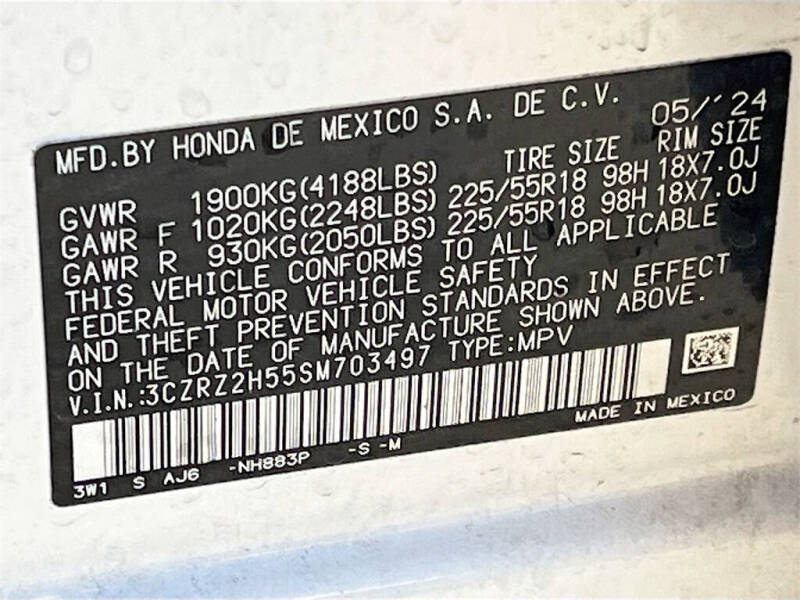 MFD.BY HONDA DE MEXICO S.A. DE C.V. 05/'24
TIRE SIZE RIM SIZE
GVWR 1900KG(4188LBS)
GAWR F 1020KG(2248LBS) 225/55R18 98H 18X7.0J
GAWR R 930KG(2050LBS) 225/55R18 98H 18X7.0J
THIS VEHICLE CONFORMS TO ALL APPLICABLE
FEDERAL MOTOR VEHICLE SAFETY
AND THEFT PREVENTION STANDARDS IN EFFECT
ON THE DATE OF MANUFACTURE SHOWN ABOVE.
V.I.N.:3CZRZ2H55SM703497 TYPE:MPV
MADE IN MEXICO
3W1 S AJ6 -NH883P -S -M